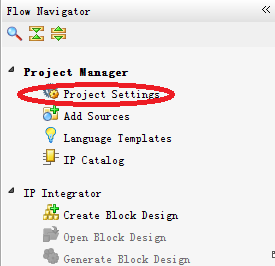 Flow Navigator
Project Manager
Project Settings
Add Sources
Language Templates
IP Catalog
IP Integrator
Create Block Design
Open Block Design
Generate Block Design